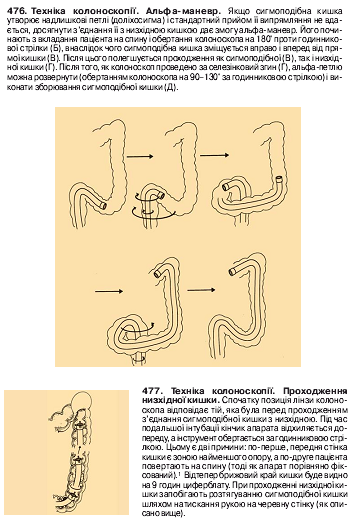 476. Техніка колоноскопії. Альфа-маневр. Якщо сигмоподібна кишка
утворює надлишкові петлі (доліхосигма) і стандартний прийом її випрямляння не вда-
ється, досягнути з'єднання її з низхідною кишкою дає змогу альфа-маневр. Його почи-
нають з вкладання пацієнта на спину і обертання колоноскопа на 180° проти годиннико-
вої стрілки (Б), внаслідок чого сигмоподібна кишка зміщується вправо і вперед від пря-
мої кишки (В). Після цього полегшується проходження як сигмоподібної (В), так і низхід-
ної кишки (Г). Після того, як колоноскоп проведено за селезінковий згин (Г), альфа-петлю
можна розвернути (обертанням колоноскопа на 90–130° за годинниковою стрілкою) і ви-
конати зборювання сигмоподібної кишки (Д).
477. Техніка колоноскопії. Проходження
низхідної кишки. Спочатку позиція лінзи колоно-
скопа відповідає тій, яка була перед проходженням
з'єднання сигмоподібної кишки з низхідною. Під час
подальшої інтубації кінчик апарата відхиляється до-
переду, а інструмент обертається за годинниковою стрі-
лкою. Цьому є дві причини: по-перше, передня стінка
кишки є зоною найменшого опору, а по-друге пацієнта
повертають на спину (тоді як апарат порівняно фік-
сований).¹ Відтепер брижовий край кишки буде видно
на 9 годин циферблату. При проходженні низхідної ки-
шки запобігають розтягуванню сигмоподібної кишки
шляхом натискання рукою на черевну стінку (як опи-
сано вище).